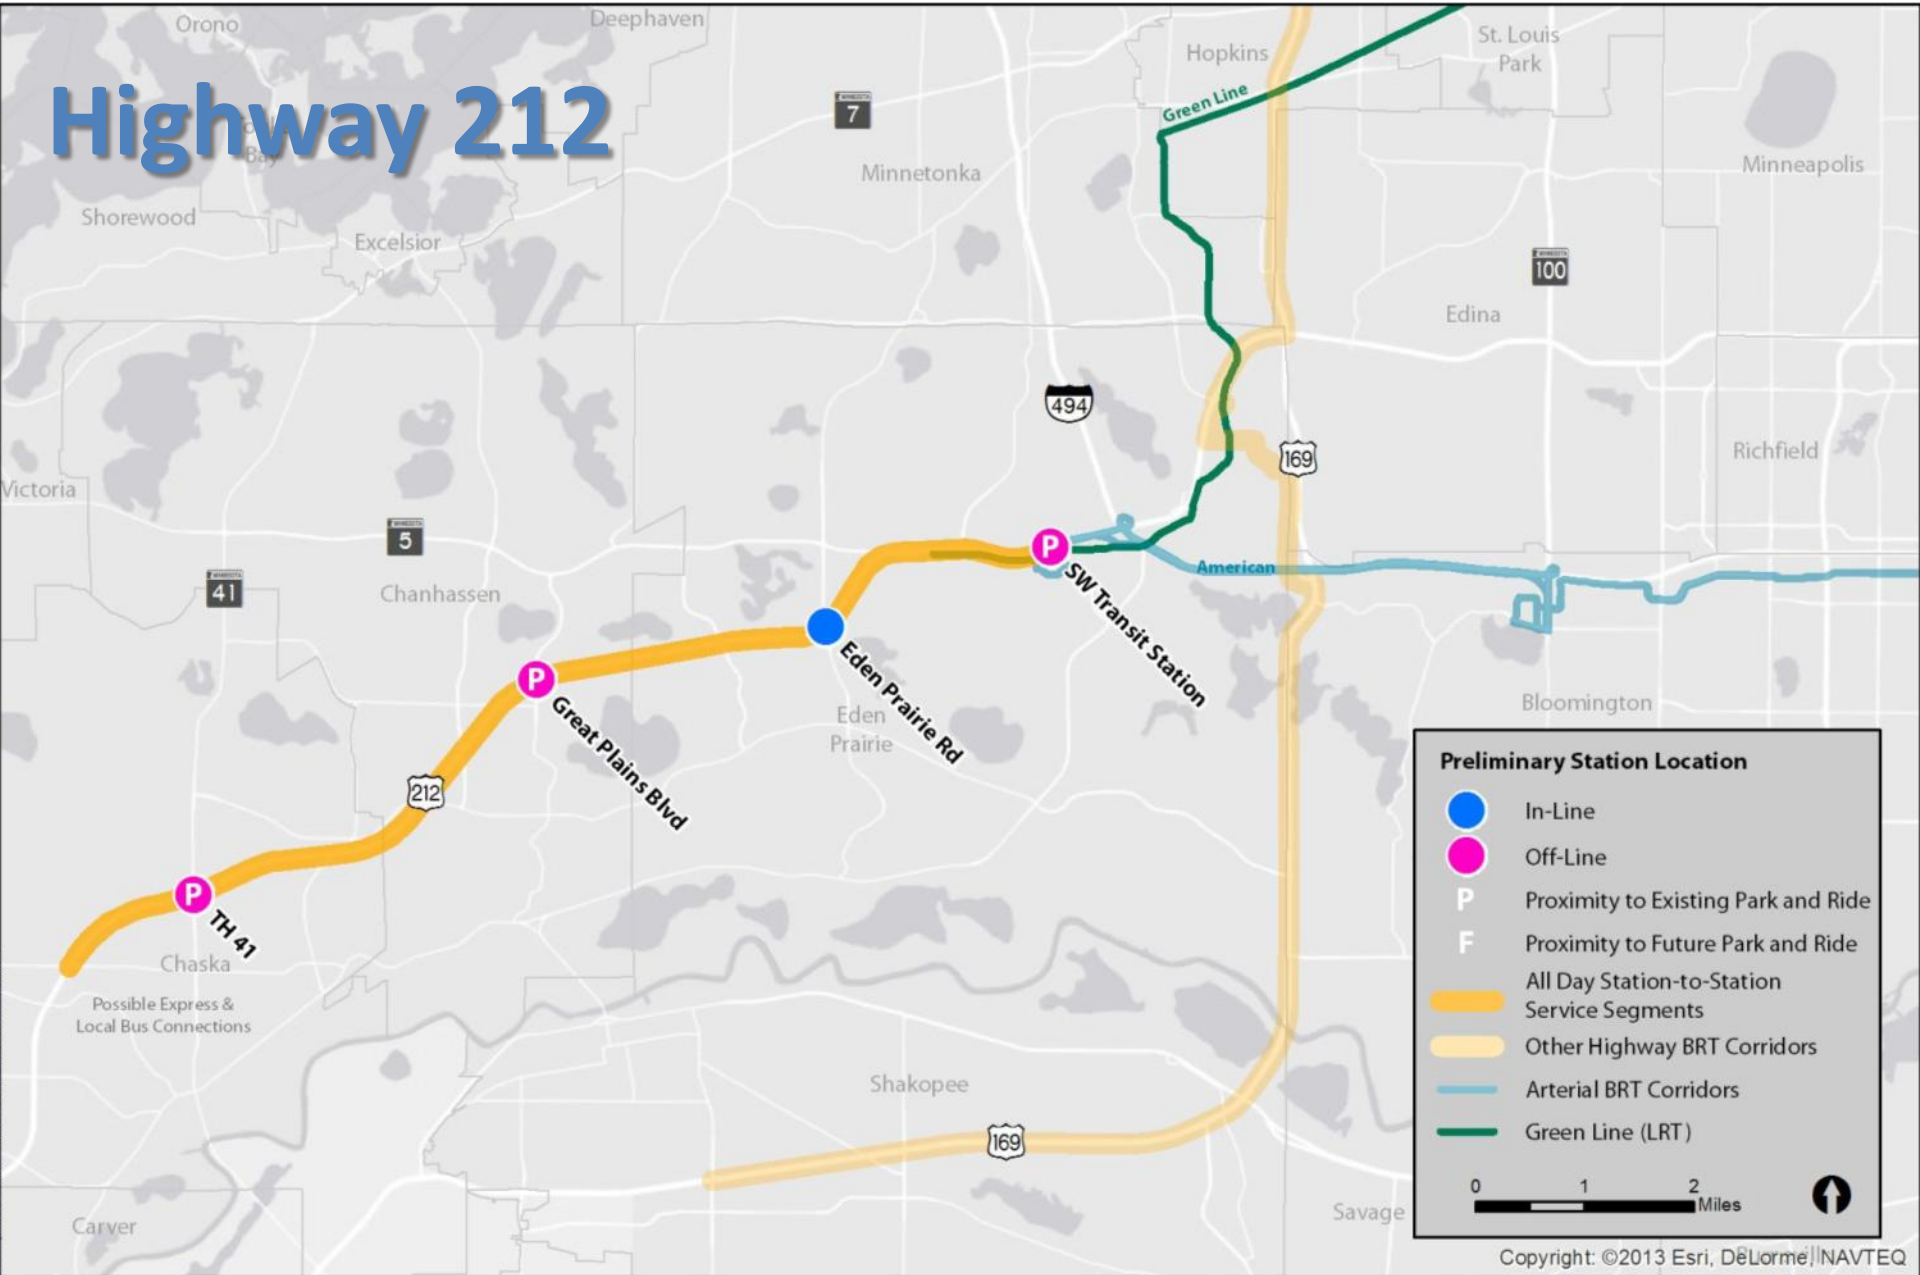 Orono
Deephaven
Hopkins
St. Louis
Park
Highway 212
Bay
MINNESOTA
7
Green Line
Minnetonka
Minneapolis
Shorewood
Excelsior
MINNESOTA
100
Edina
494
169
Richfield
Victoria
MINNESOTA
5
MINNESOTA
41
Chanhassen
P
SW Transit Station
American
Eden Prairie Rd
P
Great Plains Blvd
Eden
Prairie
Bloomington
212
P
TH 41
Chaska
Possible Express &
Local Bus Connections
Shakopee
169
Carver
Savage
Preliminary Station Location
In-Line
Off-Line
P Proximity to Existing Park and Ride
F Proximity to Future Park and Ride
All Day Station-to-Station
Service Segments
Other Highway BRT Corridors
Arterial BRT Corridors
Green Line (LRT)
0 1 2
Miles
Copyright: ©2013 Esri, DeLorme, NAVTEQ